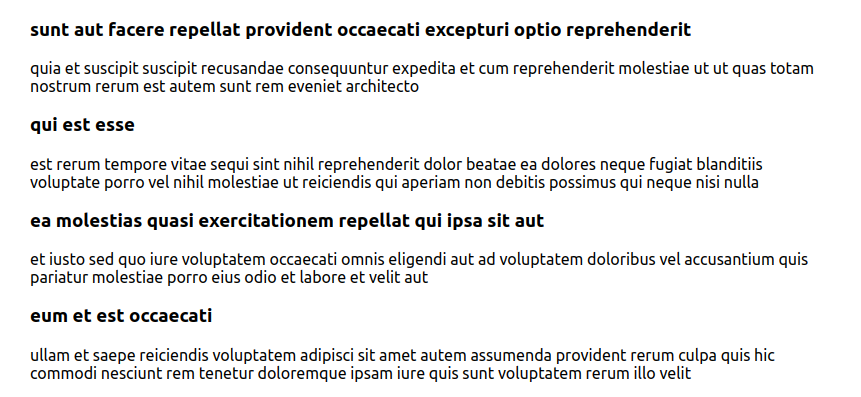 sunt aut facere repellat provident occaecati excepturi optio reprehenderit
quia et suscipit suscipit recusandae consequuntur expedita et cum reprehenderit molestiae ut ut quas totam
nostrum rerum est autem sunt rem eveniet architecto
qui est esse
est rerum tempore vitae sequi sint nihil reprehenderit dolor beatae ea dolores neque fugiat blanditiis
voluptate porro vel nihil molestiae ut reiciendis qui aperiam non debitis possimus qui neque nisi nulla
ea molestias quasi exercitationem repellat qui ipsa sit aut
et iusto sed quo iure voluptatem occaecati omnis eligendi aut ad voluptatem doloribus vel accusantium quis
pariatur molestiae porro eius odio et labore et velit aut
eum et est occaecati
ullam et saepe reiciendis voluptatem adipisci sit amet autem assumenda provident rerum culpa quis hic
commodi nesciunt rem tenetur doloremque ipsam iure quis sunt voluptatem rerum illo velit